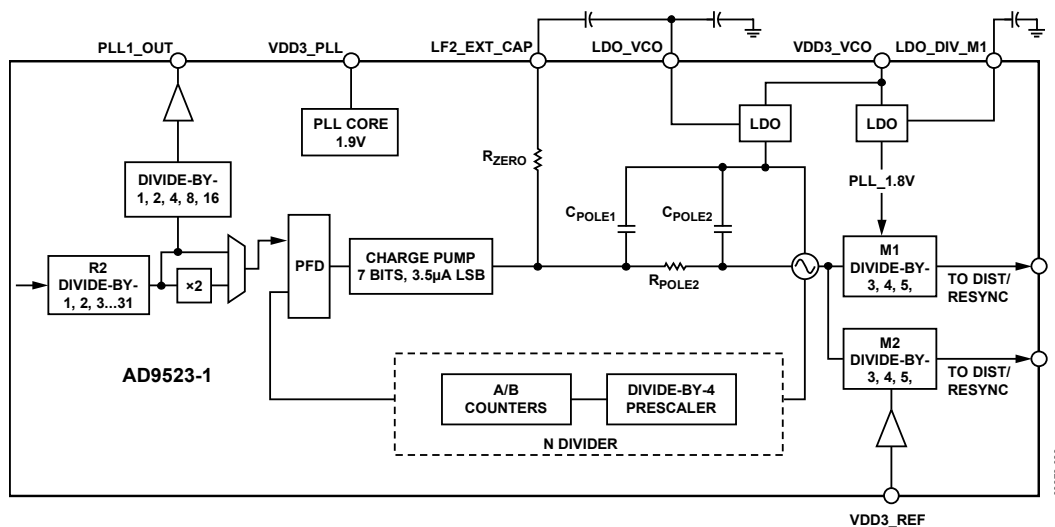 PLL1_OUT
VDD3_PLL
LF2_EXT_CAP
LDO_VCO
VDD3_VCO
LDO_DIV_M1
PLL CORE
1.9V
LDO
LDO
RZERO
DIVIDE-BY-
1, 2, 4, 8, 16
PLL_1.8V
CPOLE1
CPOLE2
R2
DIVIDE-BY-
1, 2, 3...31
×2
PFD
CHARGE PUMP
7 BITS, 3.5µA LSB
RPOLE2
M1
DIVIDE-BY-
3, 4, 5,
TO DIST/
RESYNC
AD9523-1
A/B
COUNTERS
DIVIDE-BY-4
PRESCALER
N DIVIDER
M2
DIVIDE-BY-
3, 4, 5,
TO DIST/
RESYNC
VDD3_REF